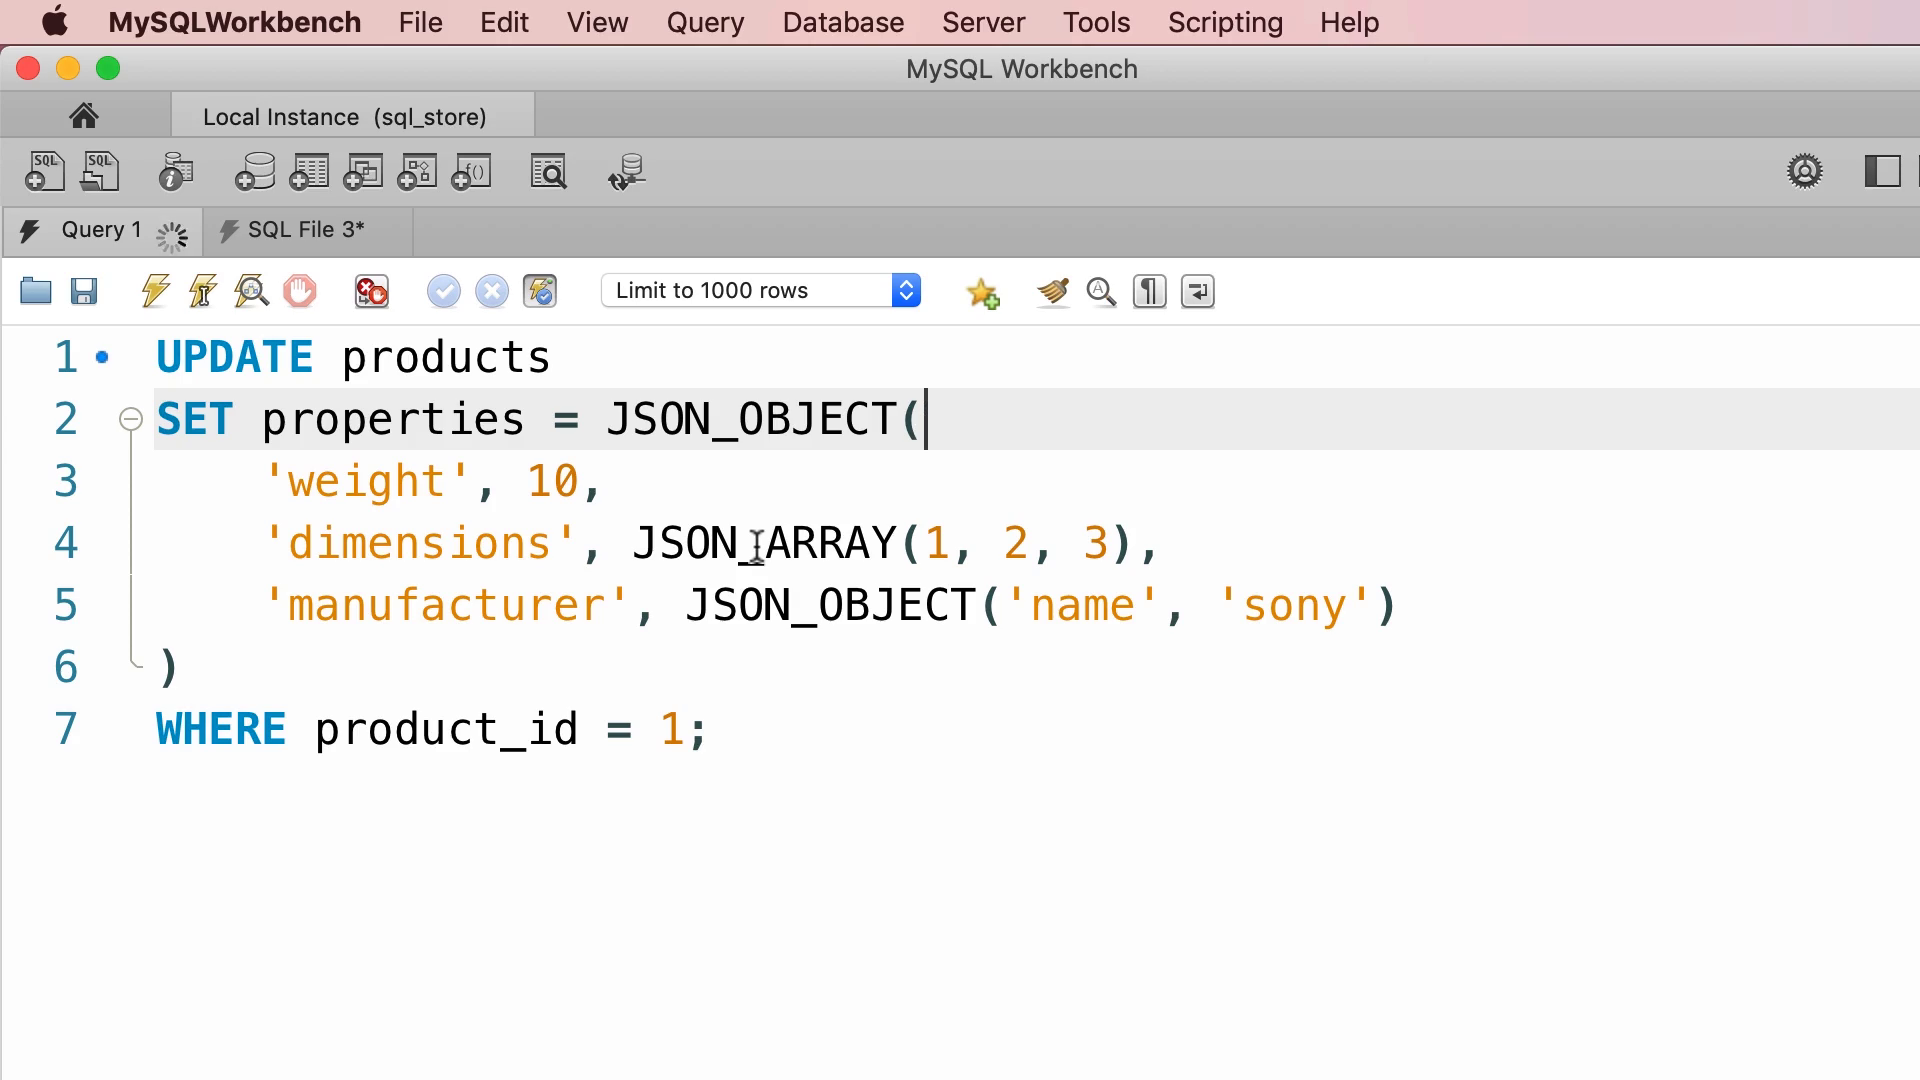 MySQLWorkbench File Edit View Query Database Server Tools Scripting Help
MySQL Workbench
Local Instance (sql_store)
SQL SQL
Query 1 SQL File 3*
Limit to 1000 rows
1 UPDATE products
2 SET properties = JSON_OBJECT(
3 'weight', 10,
4 'dimensions', JSON_ARRAY(1, 2, 3),
5 'manufacturer', JSON_OBJECT('name', 'sony')
6 )
7 WHERE product_id = 1;